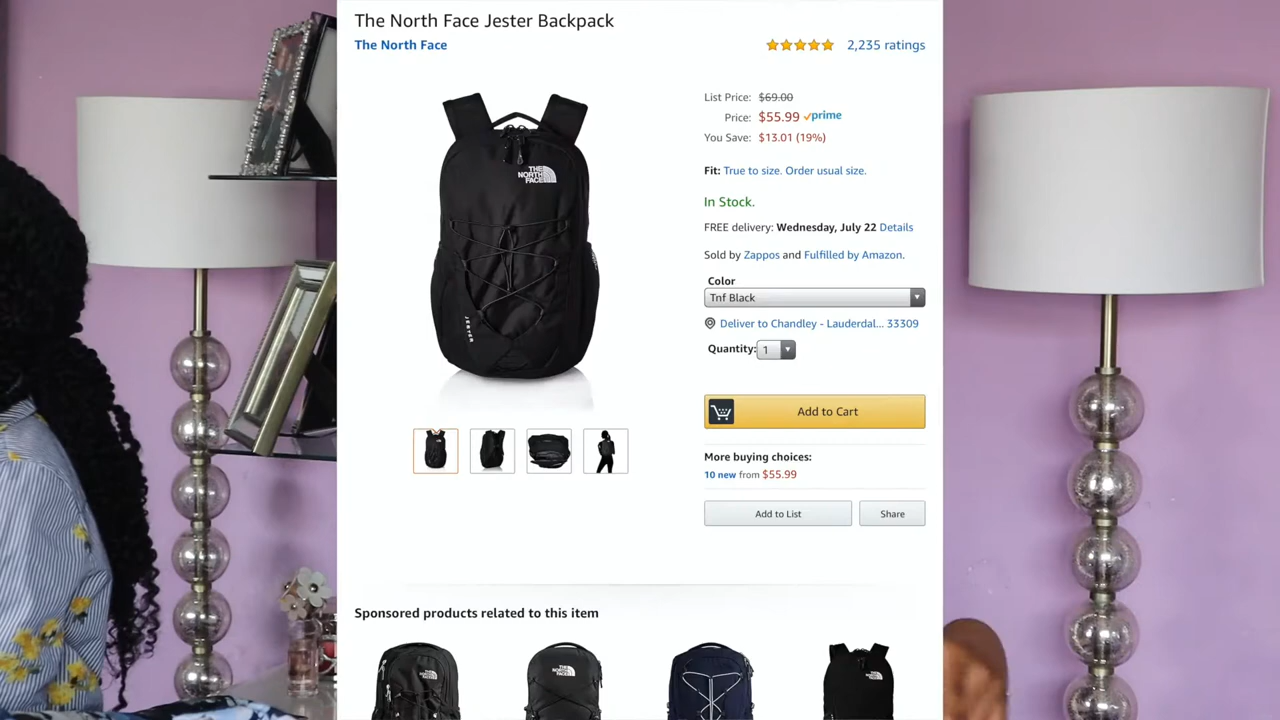 The North Face Jester Backpack
The North Face
2,235 ratings
THE
NORTH
FACE
JESTER
List Price: $69.00
Price: $55.99 prime
You Save: $13.01 (19%)
Fit: True to size. Order usual size.
In Stock.
FREE delivery: Wednesday, July 22 Details
Sold by Zappos and Fulfilled by Amazon.
Color
Tnf Black
Deliver to Chandley - Lauderdal... 33309
Quantity: 1
Add to Cart
More buying choices:
10 new from $55.99
Add to List
Share
Sponsored products related to this item